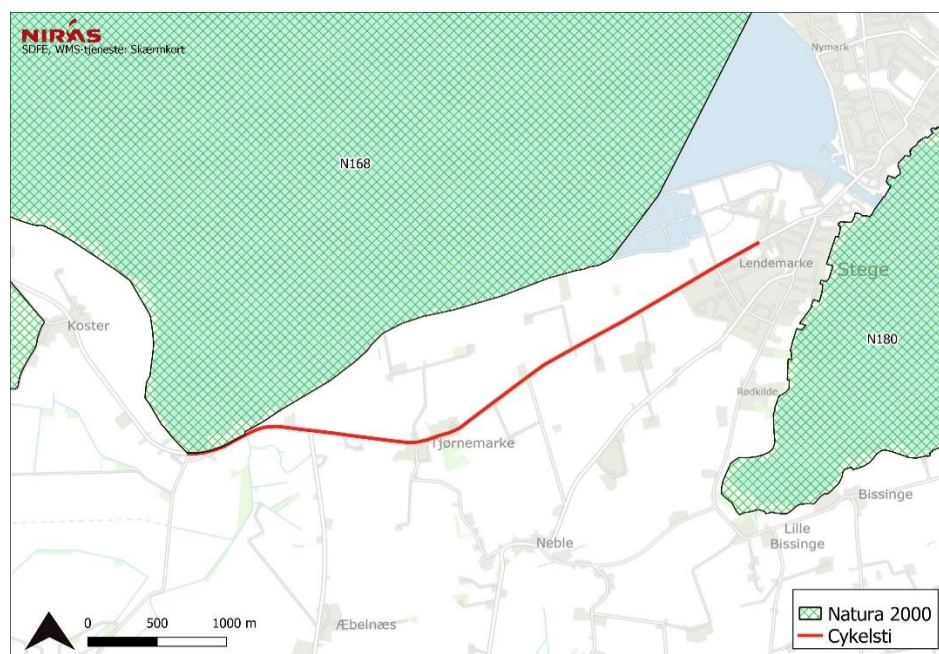 NIRÁS
SDFE, WMS-tjeneste: Skærmkort
Nymark
N168
Lendemarke
Stege
Koster
N180
Rødkilde
Tjørnemarke
Bissinge
Lille
Bissinge
Neble
Æbelnæs
0 500 1000 m
Natura 2000
Cykelsti